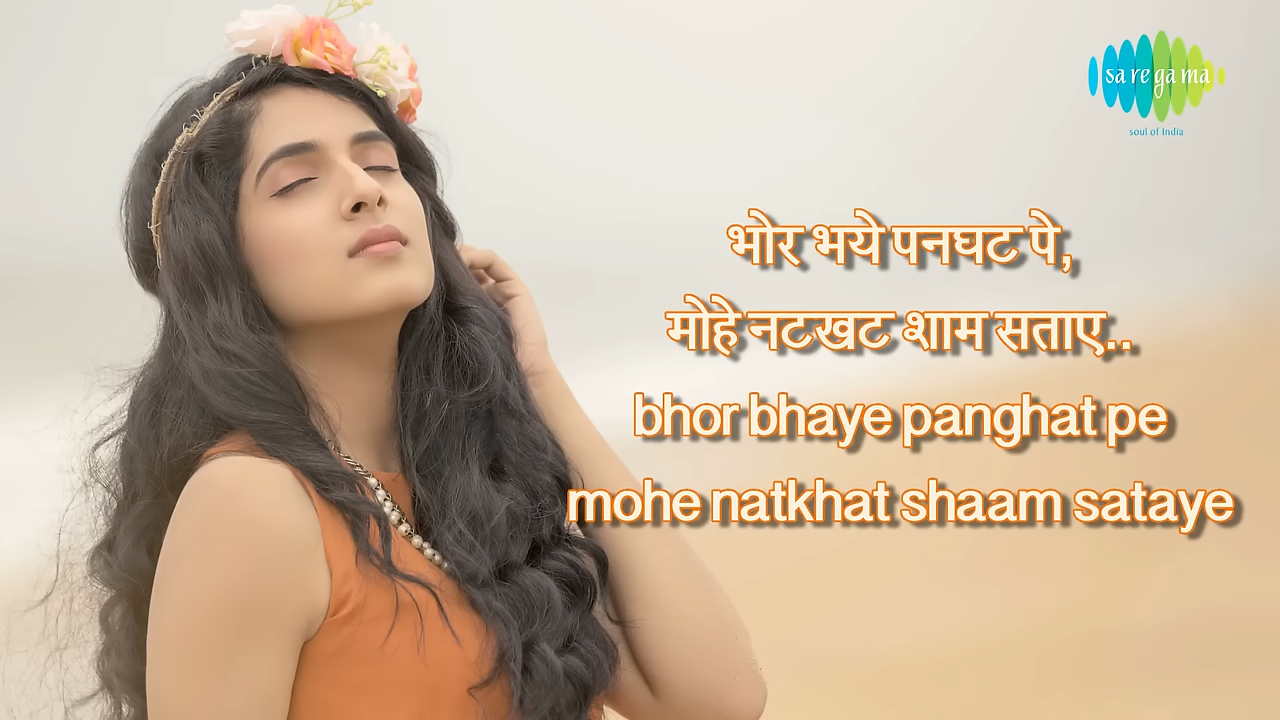 sa re ga ma
soul of India
भोर भये पनघट पे,
मोहे नटखट शाम सताए..
bhor bhaye panghat pe
mohe natkhat shaam sataye